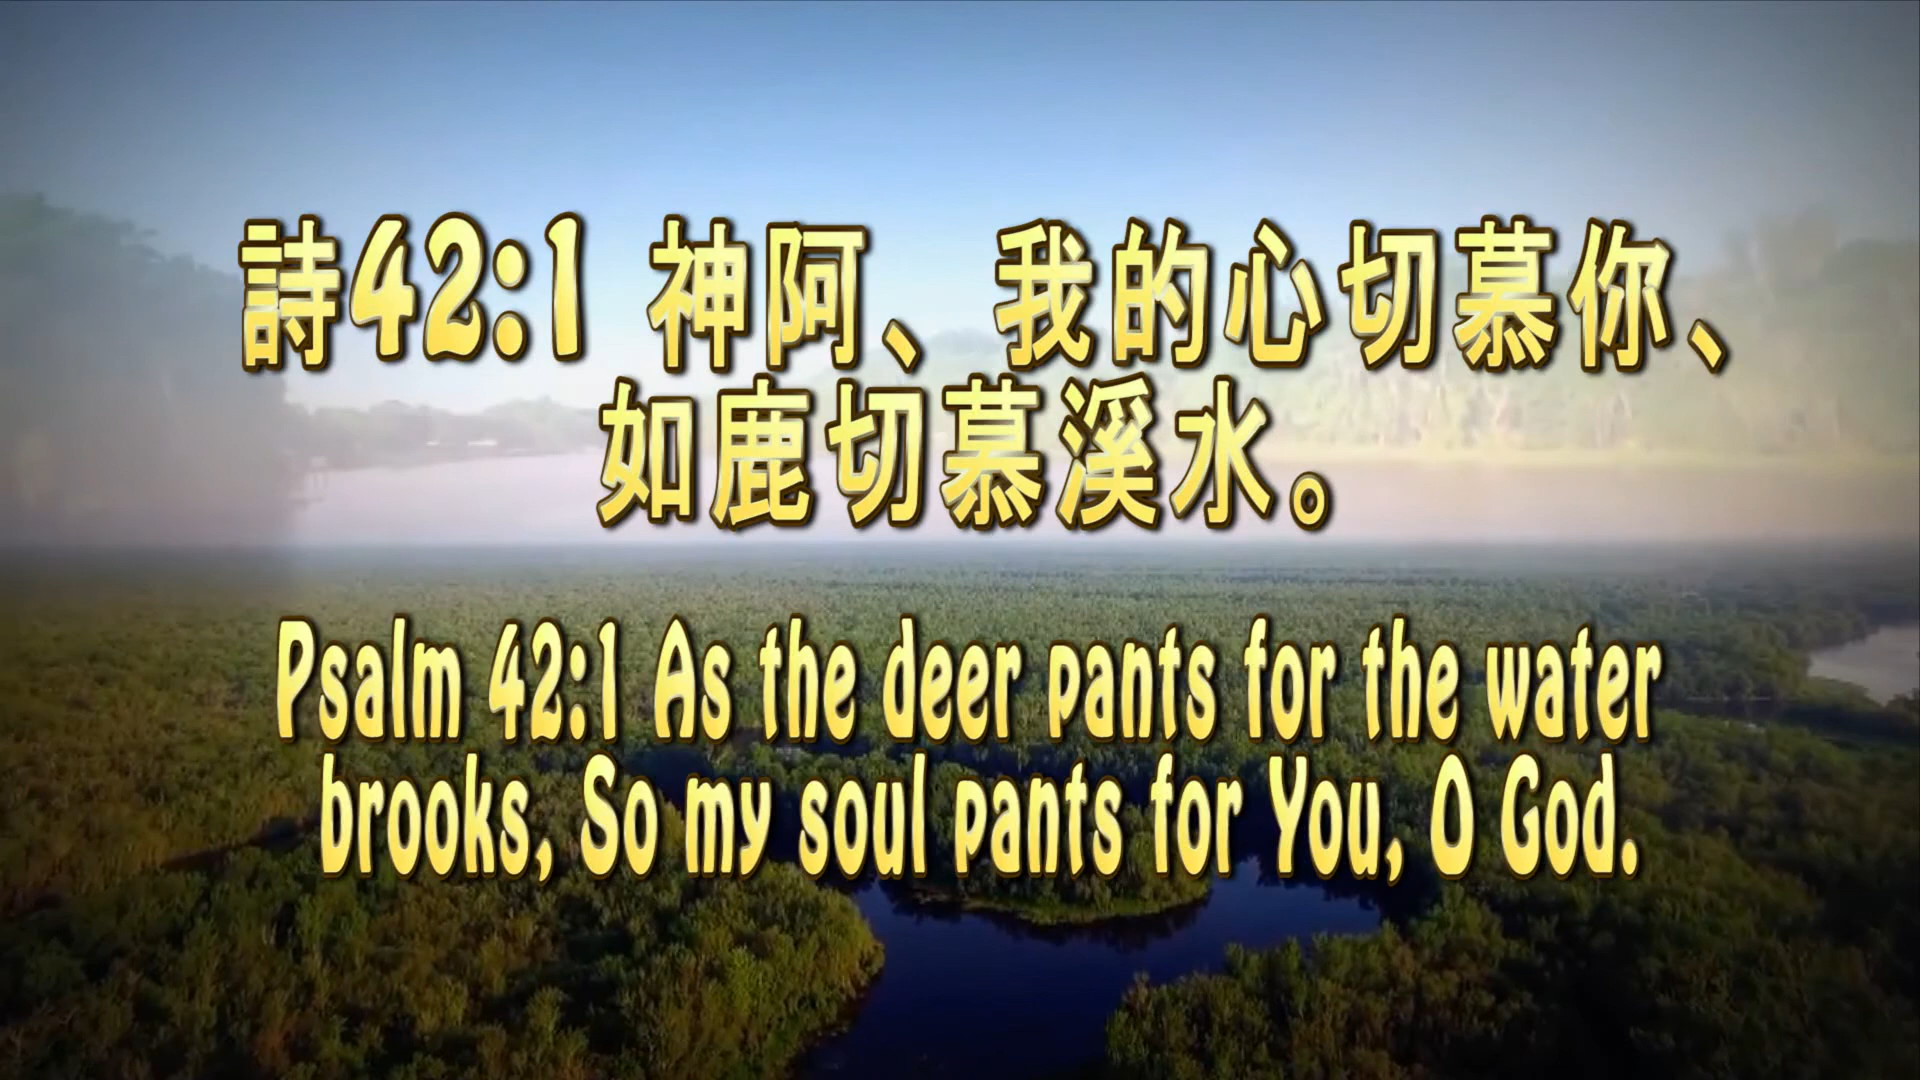 詩42:1 神阿、我的心切慕你、
如鹿切慕溪水。
Psalm 42:1 As the deer pants for the water
brooks, So my soul pants for You, O God.